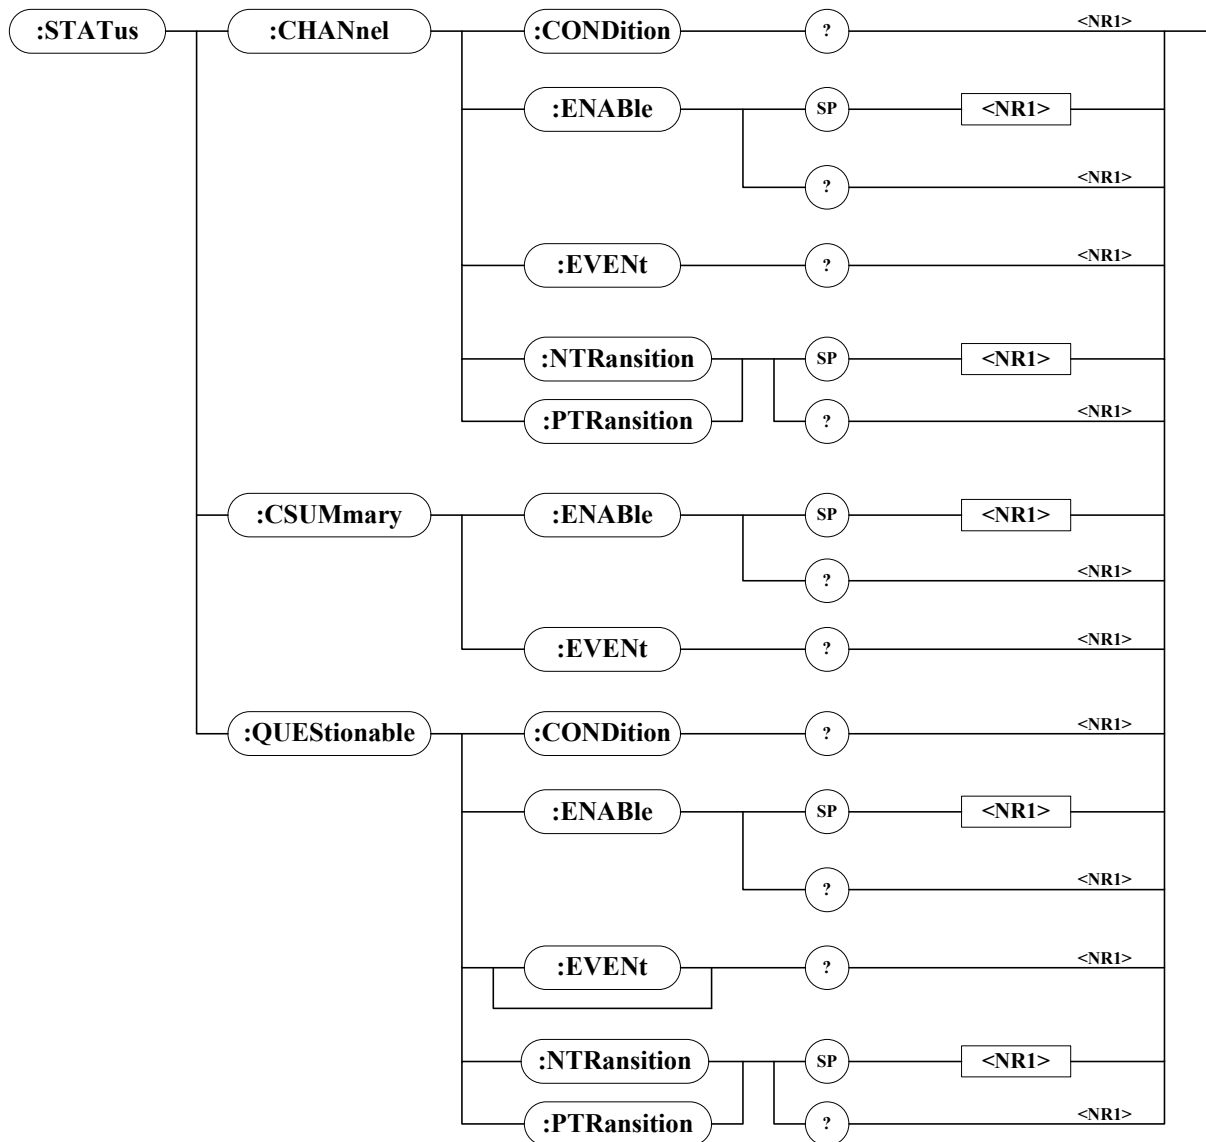 :STATus :CHANnel :CONDition ? <NR1>
:ENABle SP <NR1>
? <NR1>
:EVENt ? <NR1>
:NTRansition SP <NR1>
:PTRansition ? <NR1>
:CSUMmary :ENABle SP <NR1>
? <NR1>
:EVENt ? <NR1>
:QUEStionable :CONDition ? <NR1>
:ENABle SP <NR1>
? <NR1>
:EVENt ? <NR1>
:NTRansition SP <NR1>
:PTRansition ? <NR1>